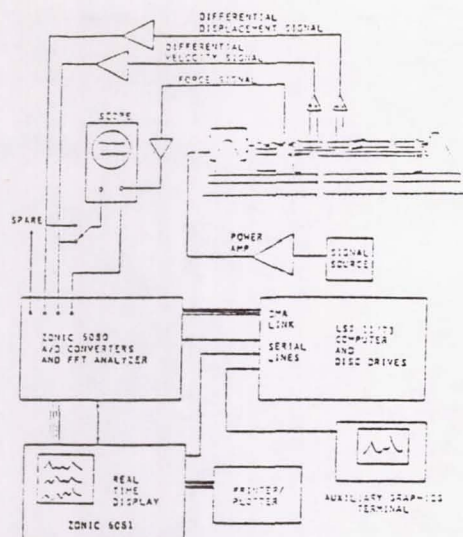 DIFFERENTIAL
DISPLACEMENT SIGNAL
DIFFERENTIAL
VELOCITY SIGNAL
FORCE SIGNAL
SCOPE
SPARE
POWER
AMP
SIGNAL
SOURCE
ZONIC 6080
A/D CONVERTERS
AND FFT ANALYZER
DMA
LINK
SERIAL
LINES
LSI 11/73
COMPUTER
AND
DISC DRIVES
REAL
TIME
DISPLAY
ZONIC 6081
PRINTER/
PLOTTER
AUXILIARY GRAPHICS
TERMINAL